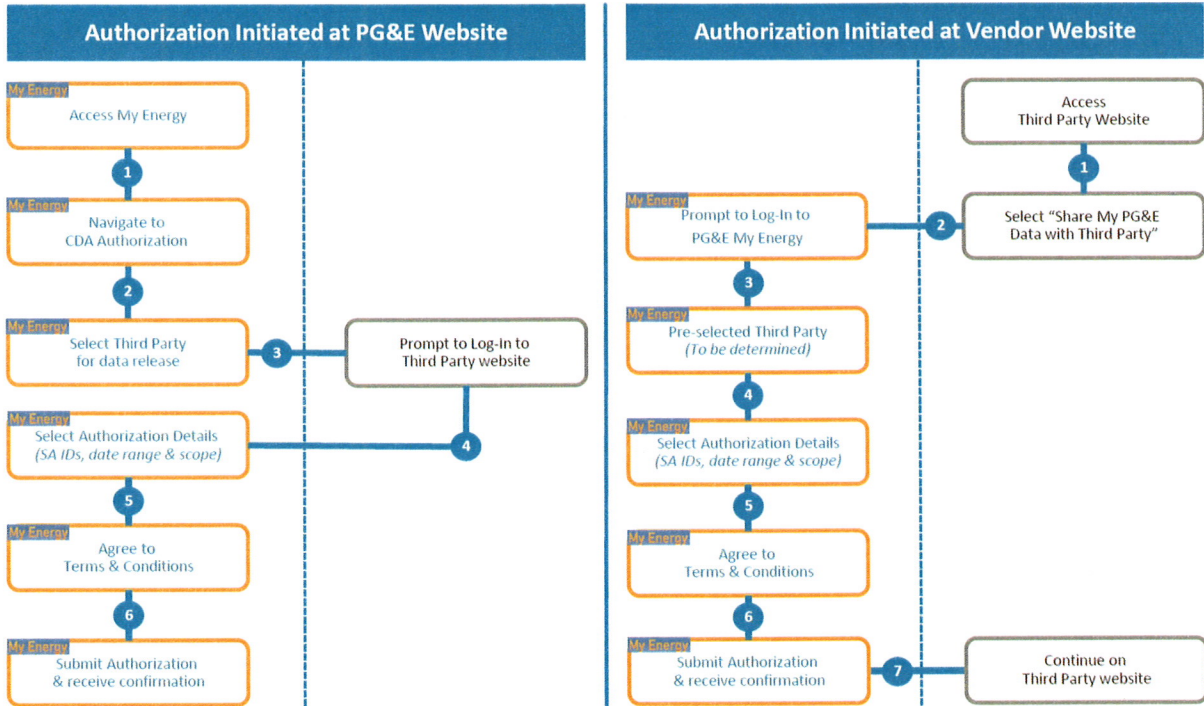 Authorization Initiated at PG&E Website
My Energy
Access My Energy
1
My Energy
Navigate to
CDA Authorization
2
My Energy
Select Third Party
for data release
3
Prompt to Log-In to
Third Party website
4
My Energy
Select Authorization Details
(SA IDs, date range & scope)
5
My Energy
Agree to
Terms & Conditions
6
My Energy
Submit Authorization
& receive confirmation
Authorization Initiated at Vendor Website
Access
Third Party Website
1
Select “Share My PG&E
Data with Third Party”
2
My Energy
Prompt to Log-In to
PG&E My Energy
3
My Energy
Pre-selected Third Party
(To be determined)
4
My Energy
Select Authorization Details
(SA IDs, date range & scope)
5
My Energy
Agree to
Terms & Conditions
6
My Energy
Submit Authorization
& receive confirmation
7
Continue on
Third Party website